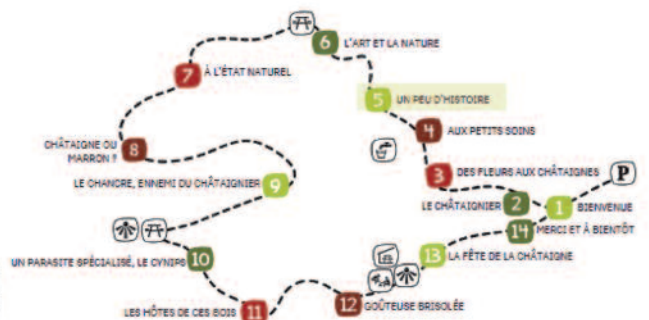 6 L'ART ET LA NATURE
7 À L'ÉTAT NATUREL
5 UN PEU D'HISTOIRE
4 AUX PETITS SOINS
CHÂTAIGNE OU
MARRON ?
8
3 DES FLEURS AUX CHÂTAIGNES
P
LE CHANCRE, ENNEMI DU CHÂTAIGNIER 9
LE CHÂTAIGNIER 2
1 BIENVENUE
14 MERCI ET À BIENTÔT
13 LA FÊTE DE LA CHÂTAIGNE
UN PARASITE SPÉCIALISÉ, LE CYNIPS 10
LES HÔTES DE CES BOIS 11
12 GOÛTEUSE BRISOLÉE